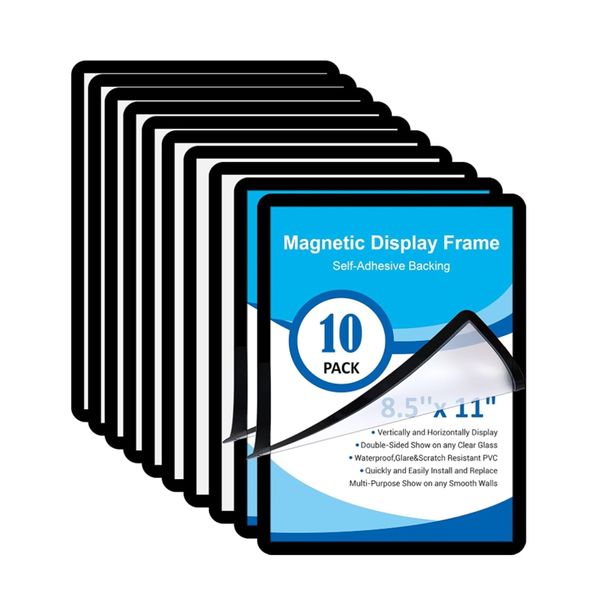 Magnetic Display Frame
Self-Adhesive Backing
10
PACK
8.5''x 11"
• Vertically and Horizontally Display
• Double-Sided Show on any Clear Glass
• Waterproof,Glare&Scratch Resistant PVC
• Quickly and Easily Install and Replace
Multi-Purpose Show on any Smooth Walls